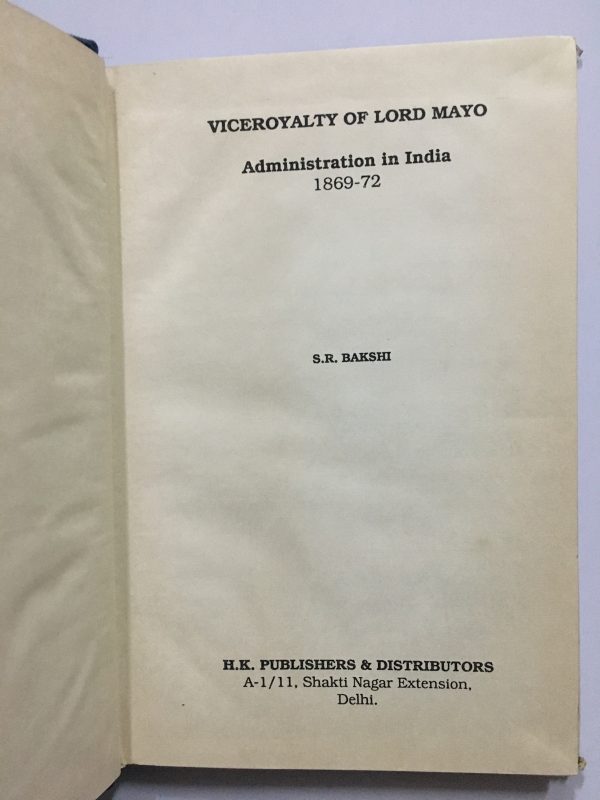 VICEROYALTY OF LORD MAYO
Administration in India
1869-72
S.R. BAKSHI
H.K. PUBLISHERS & DISTRIBUTORS
A-1/11, Shakti Nagar Extension,
Delhi.